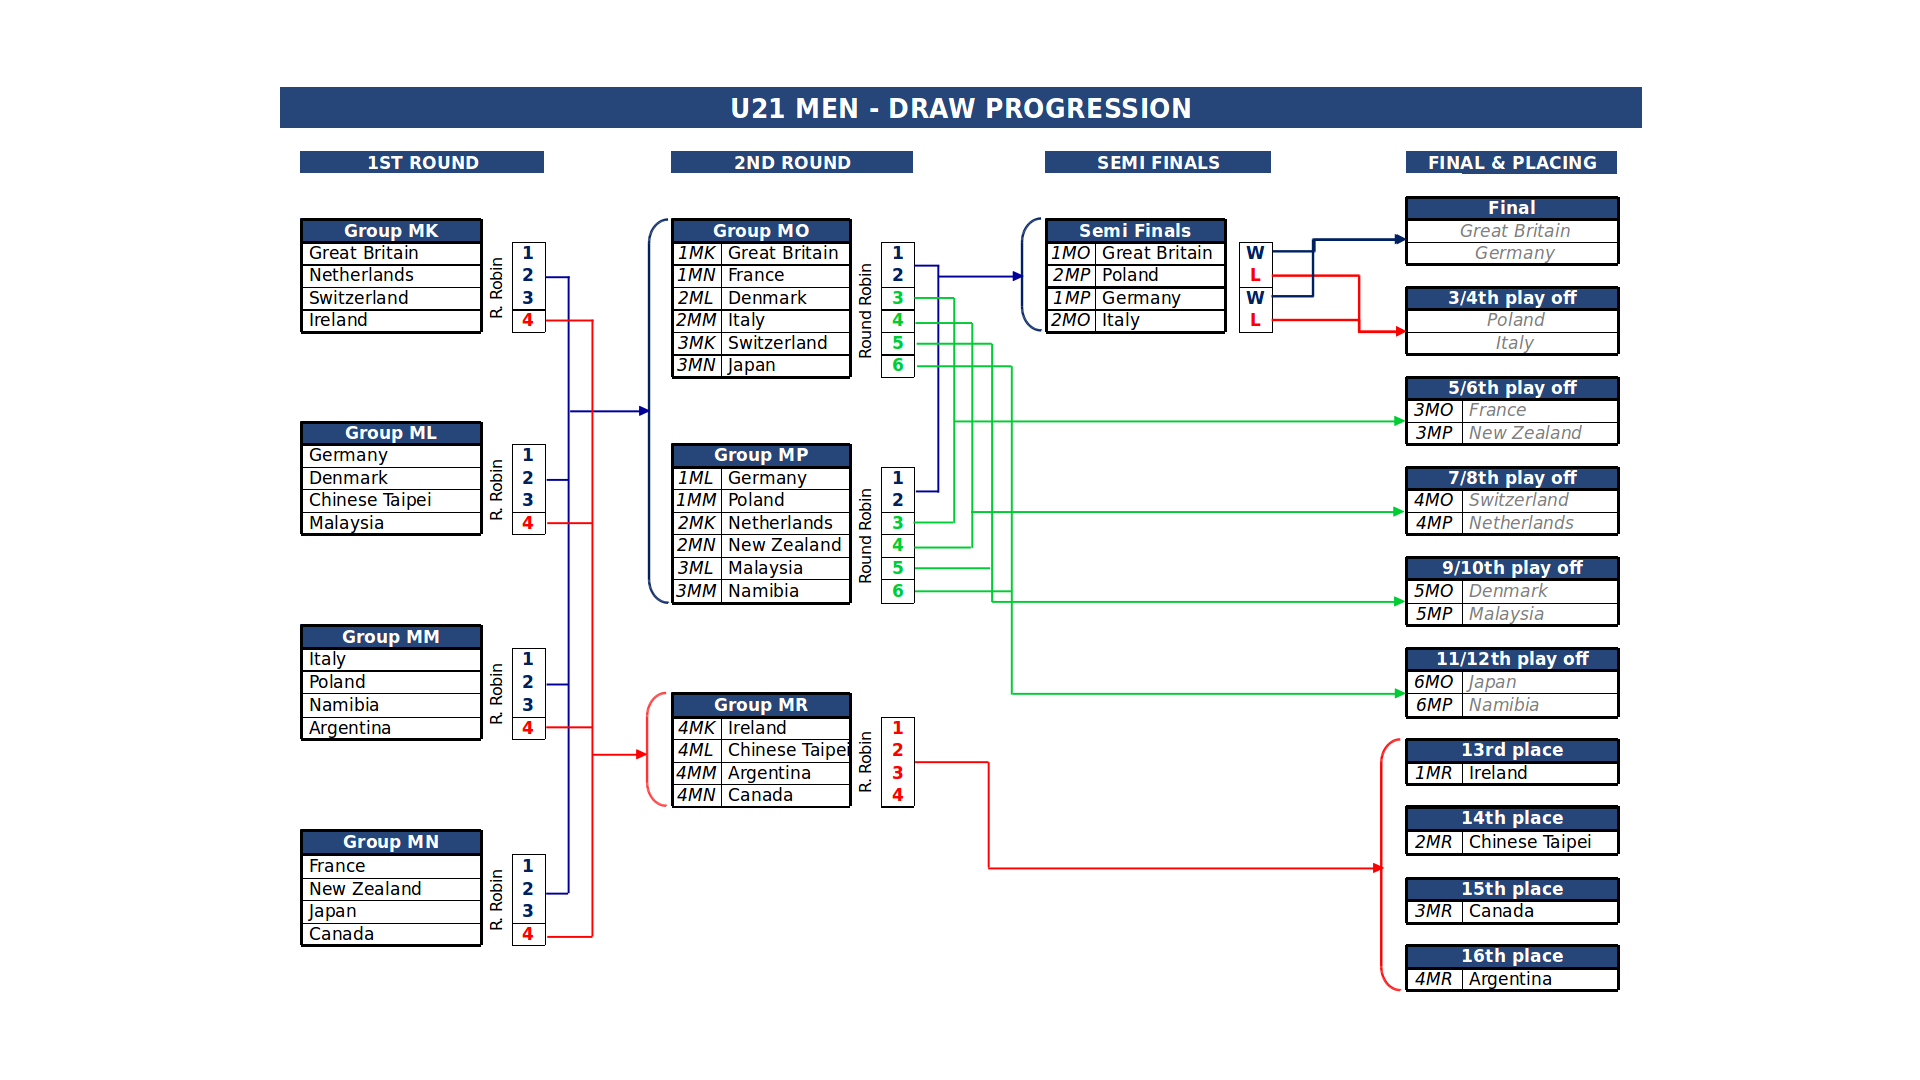 U21 MEN - DRAW PROGRESSION
1ST ROUND
2ND ROUND
SEMI FINALS
FINAL & PLACING
Group MK
Great Britain
Netherlands
Switzerland
Ireland
R. Robin
1
2
3
4
Group ML
Germany
Denmark
Chinese Taipei
Malaysia
R. Robin
1
2
3
4
Group MM
Italy
Poland
Namibia
Argentina
R. Robin
1
2
3
4
Group MN
France
New Zealand
Japan
Canada
R. Robin
1
2
3
4
Group MO
1MK Great Britain
1MN France
2ML Denmark
2MM Italy
3MK Switzerland
3MN Japan
Round Robin
1
2
3
4
5
6
Group MP
1ML Germany
1MM Poland
2MK Netherlands
2MN New Zealand
3ML Malaysia
3MM Namibia
Round Robin
1
2
3
4
5
6
Group MR
4MK Ireland
4ML Chinese Taipei
4MM Argentina
4MN Canada
R. Robin
1
2
3
4
Semi Finals
1MO Great Britain
2MP Poland
1MP Germany
2MO Italy
W
L
W
L
Final
Great Britain
Germany
3/4th play off
Poland
Italy
5/6th play off
3MO France
3MP New Zealand
7/8th play off
4MO Switzerland
4MP Netherlands
9/10th play off
5MO Denmark
5MP Malaysia
11/12th play off
6MO Japan
6MP Namibia
13rd place
1MR Ireland
14th place
2MR Chinese Taipei
15th place
3MR Canada
16th place
4MR Argentina